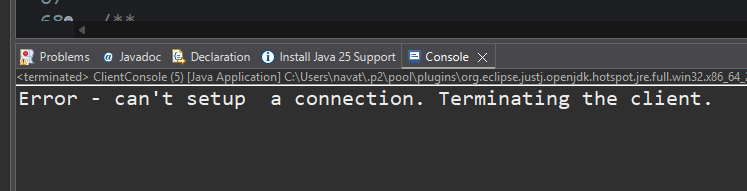 /**
Problems @ Javadoc Declaration Install Java 25 Support Console
<terminated> ClientConsole (5) [Java Application] C:\Users\navat\.p2\pool\plugins\org.eclipse.justj.openjdk.hotspot.jre.full.win32.x86_64_2
Error - can't setup  a connection. Terminating the client.